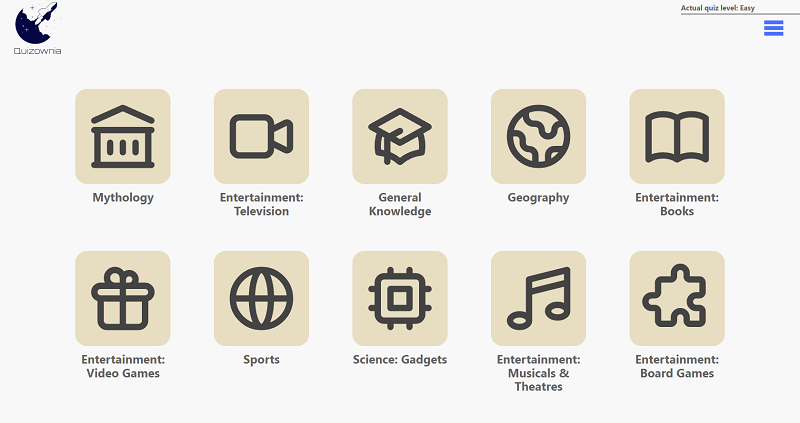 Actual quiz level: Easy
Quizownia
Mythology
Entertainment:
Television
General
Knowledge
Geography
Entertainment:
Books
Entertainment:
Video Games
Sports
Science: Gadgets
Entertainment:
Musicals &
Theatres
Entertainment:
Board Games